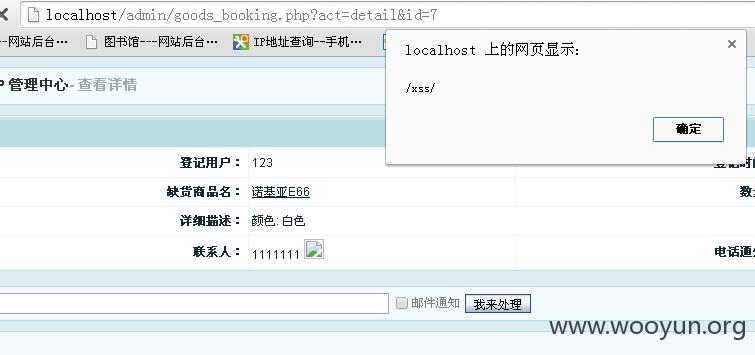 localhost/admin/goods_booking.php?act=detail&id=7
---网站后台... 图书馆---网站后台... IP地址查询--手机...
localhost 上的网页显示:
/xss/
确定
管理中心 - 查看详情
登记用户： 123
缺货商品名： 诺基亚E66
详细描述： 颜色:白色
联系人： 1111111
电话通
邮件通知 我来处理
www.wooyun.org